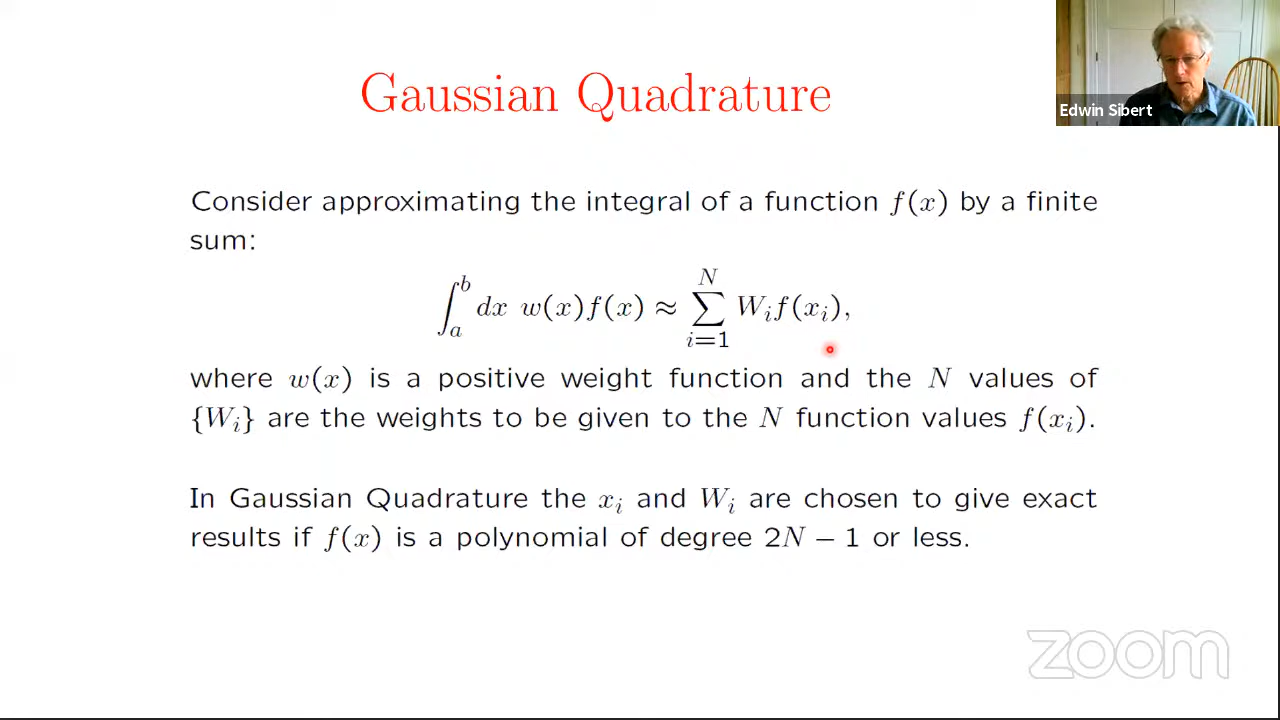 Gaussian Quadrature
Edwin Sibert
Consider approximating the integral of a function f(x) by a finite
sum:
∫_a^b dx w(x)f(x) ≈ ∑_{i=1}^N W_i f(x_i),
where w(x) is a positive weight function and the N values of
{W_i} are the weights to be given to the N function values f(x_i).
In Gaussian Quadrature the x_i and W_i are chosen to give exact
results if f(x) is a polynomial of degree 2N − 1 or less.
zoom